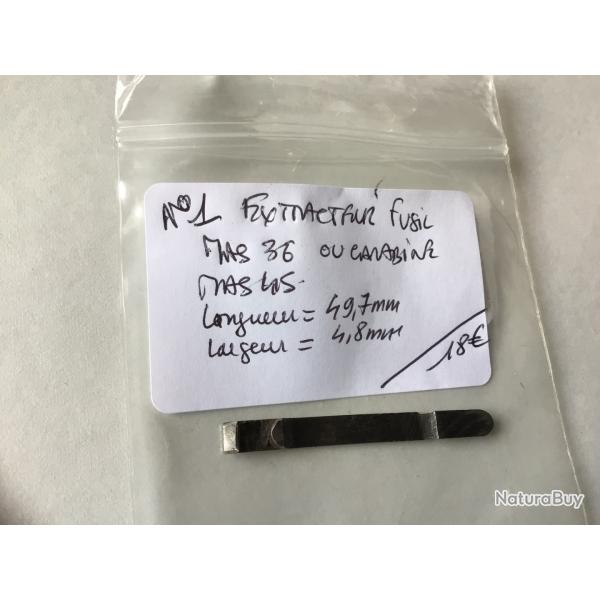 N°1 EXTRACTEUR FUSIL
MAS 36 OU CARABINE
MAS 45.
Longueur = 49,7mm
Largeur = 4,8mm
18€
NaturaBuy